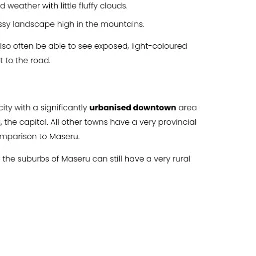 d weather with little fluffy clouds.
ssy landscape high in the mountains.
lso often be able to see exposed, light-coloured
t to the road.
city with a significantly urbanised downtown area
, the capital. All other towns have a very provincial
mparison to Maseru.
the suburbs of Maseru can still have a very rural